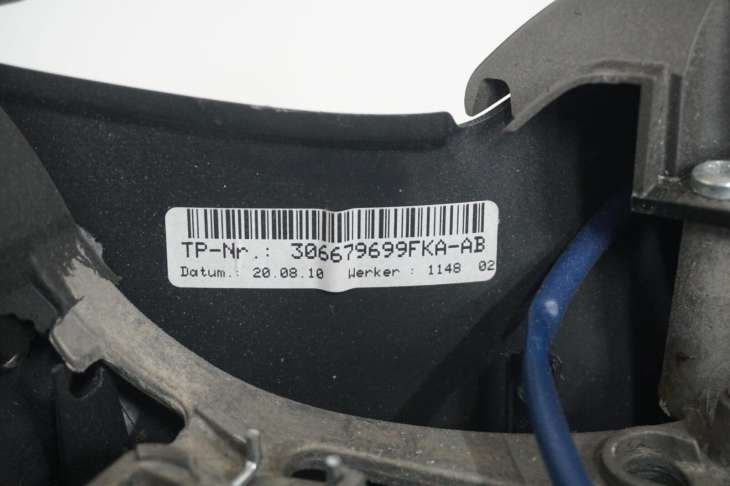 TP-Nr.: 306679699FKA-AB
Datum.: 20.08.10 Werker : 1148 02